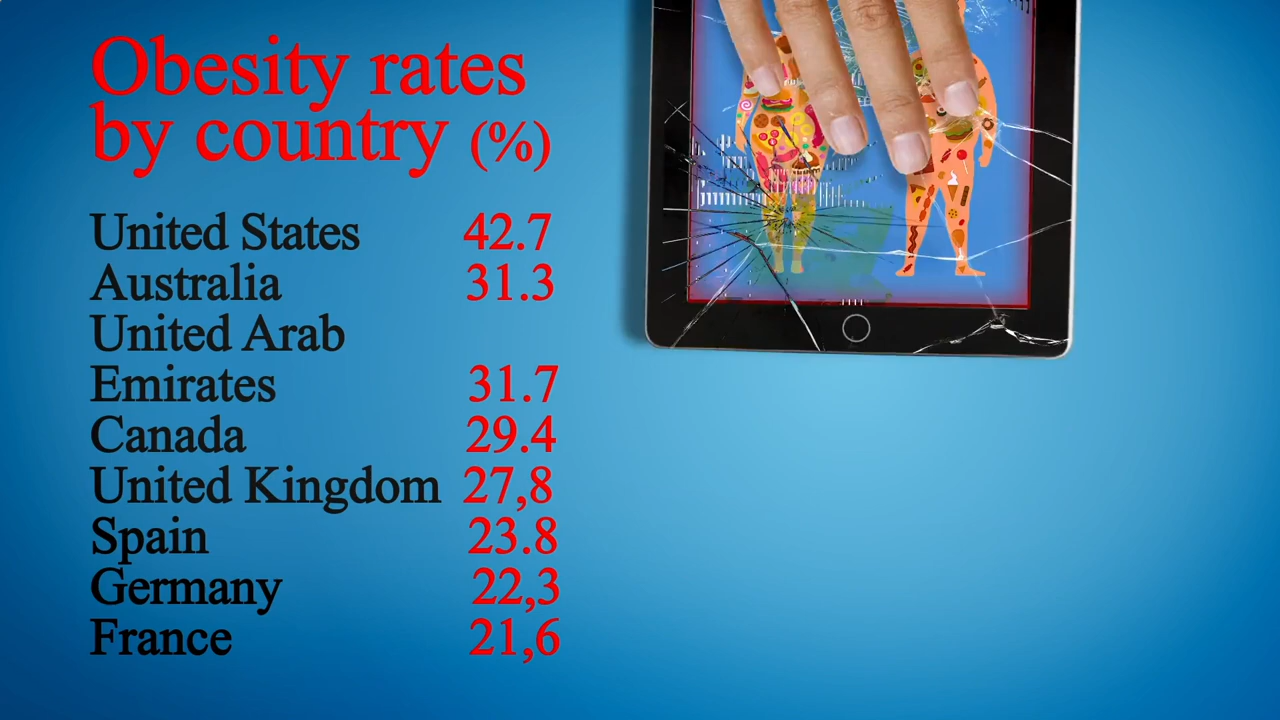 Obesity rates
by country (%)
United States 42.7
Australia 31.3
United Arab
Emirates 31.7
Canada 29.4
United Kingdom 27,8
Spain 23.8
Germany 22,3
France 21,6